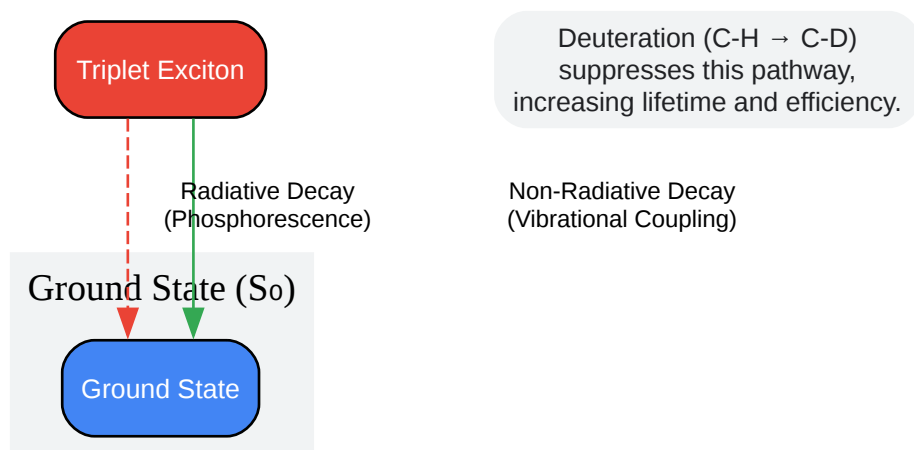 Triplet Exciton
Deuteration (C-H → C-D)
suppresses this pathway,
increasing lifetime and efficiency.
Radiative Decay
(Phosphorescence)
Non-Radiative Decay
(Vibrational Coupling)
Ground State (S₀)
Ground State